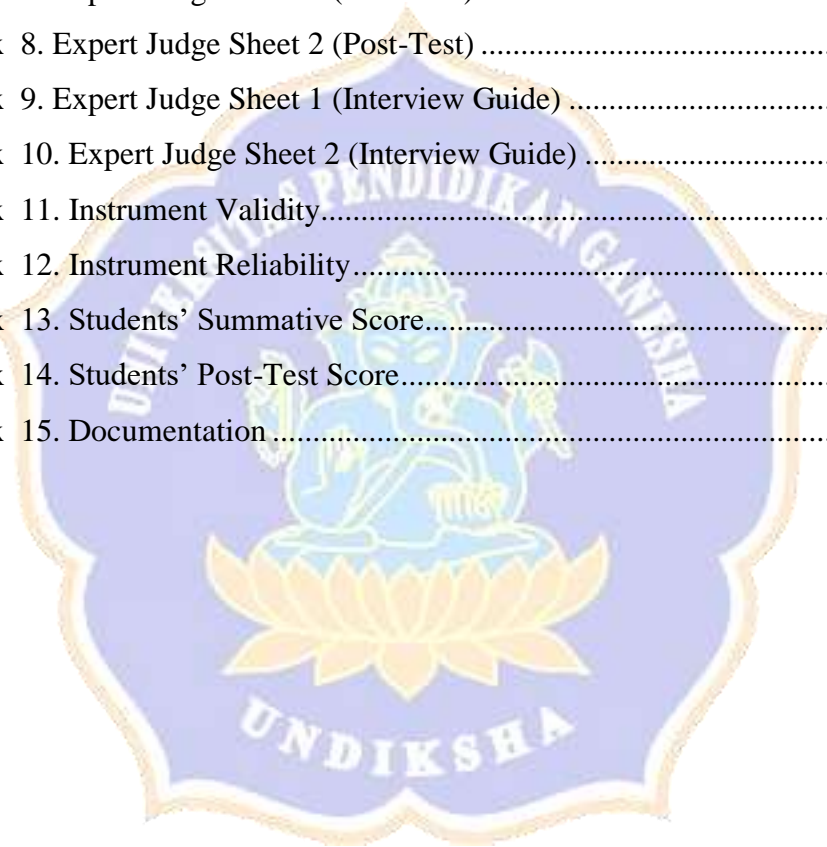 x 8. Expert Judge Sheet 2 (Post-Test) ..........................................................
x 9. Expert Judge Sheet 1 (Interview Guide) ............................................
x 10. Expert Judge Sheet 2 (Interview Guide) ..........................................
x 11. Instrument Validity...................................................................................
x 12. Instrument Reliability..............................................................................
x 13. Students’ Summative Score....................................................................
x 14. Students’ Post-Test Score.......................................................................
x 15. Documentation .........................................................................................
UNIVERSITAS PENDIDIKAN GANESHA
UNDIKSHA